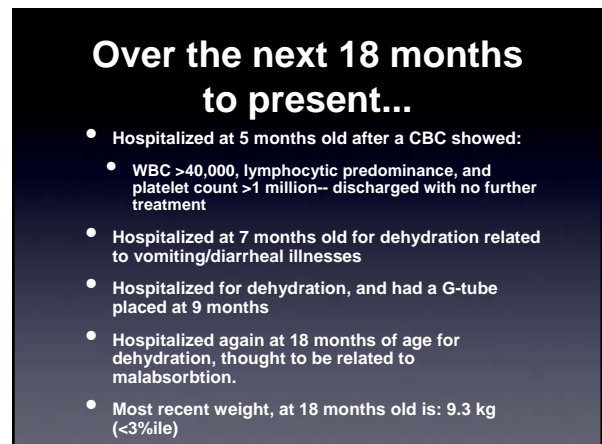 Over the next 18 months
to present...
• Hospitalized at 5 months old after a CBC showed:
• WBC >40,000, lymphocytic predominance, and
platelet count >1 million-- discharged with no further
treatment
• Hospitalized at 7 months old for dehydration related
to vomiting/diarrheal illnesses
• Hospitalized for dehydration, and had a G-tube
placed at 9 months
• Hospitalized again at 18 months of age for
dehydration, thought to be related to
malabsorbtion.
• Most recent weight, at 18 months old is: 9.3 kg
(<3%ile)